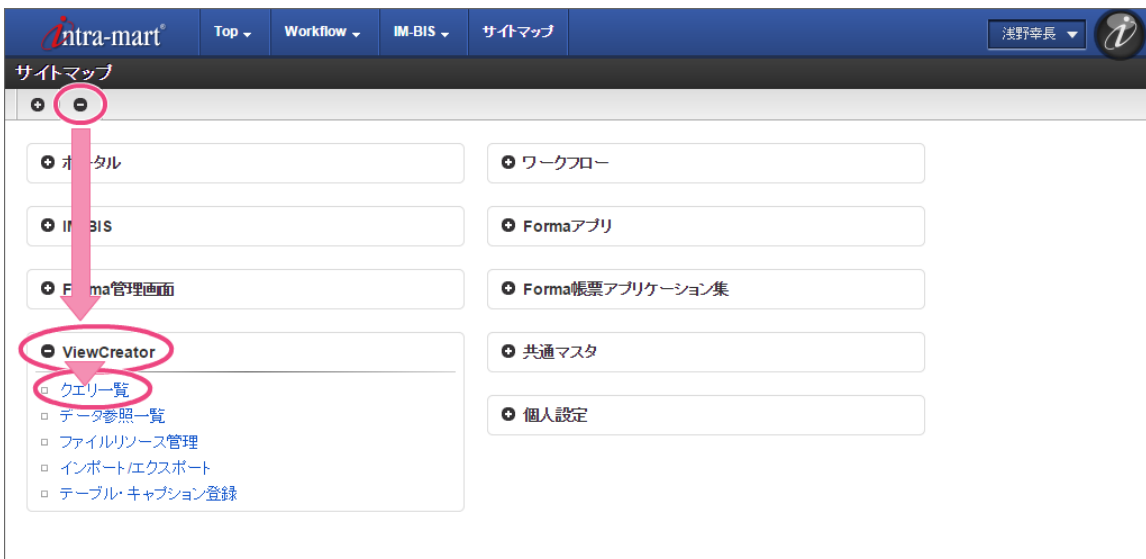 intra-mart®
Top
Workflow
IM-BIS
サイトマップ
浅野幸長
サイトマップ
ポータル
ワークフロー
IM-BIS
Formaアプリ
Forma管理画面
Forma帳票アプリケーション集
ViewCreator
共通マスタ
クエリ一覧
データ参照一覧
個人設定
ファイルリソース管理
インポート/エクスポート
テーブル・キャプション登録